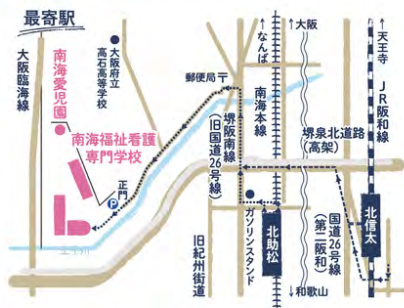 最寄駅
↑大阪
↑天王寺
↑なんば
大阪臨海線
南海愛児園
大阪府立
高石高等学校
郵便局〒
南海本線
JR阪和線
南海福祉看護
専門学校
堺阪南線
(旧国道26号線)
堺泉北道路
(高架)
正門
P
ガソリンスタンド
北助松
国道26号線
(第二阪和)
北信太
旧紀州街道
↓和歌山